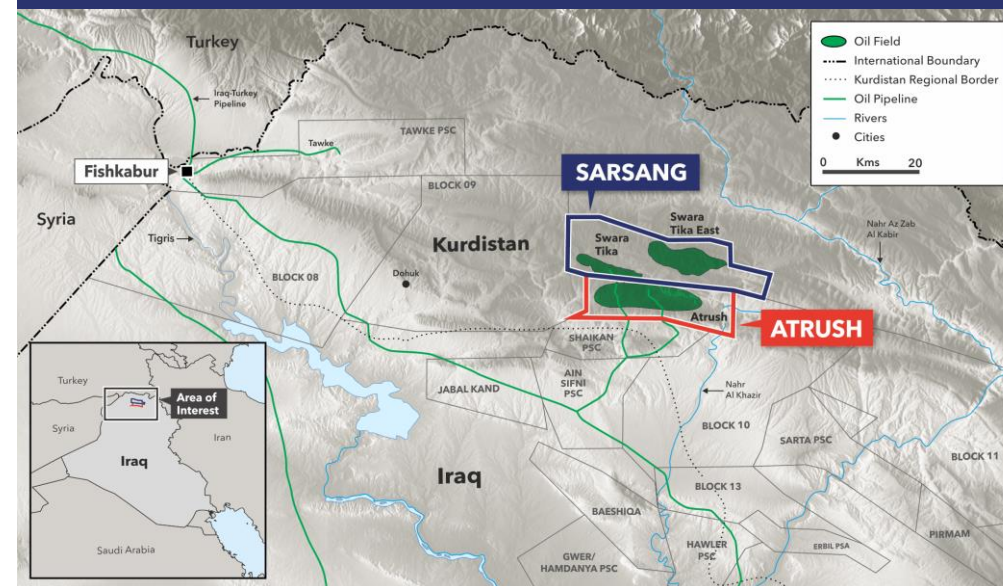 Turkey
Iraq-Turkey
Pipeline
Tawke
TAWKE PSC
Fishkabur
BLOCK 09
SARSANG
Syria
Tigris
Kurdistan
Swara
Tika East
Swara
Tika
Nahr Az Zab
Al Kabir
BLOCK 08
Dohuk
Atrush
ATRUSH
SHAIKAN
PSC
AIN
SIFNI
PSC
JABAL KAND
Nahr
Al Khazir
BLOCK 10
SARTA PSC
BLOCK 11
Iraq
BLOCK 13
BAESHIQA
PIRMAM
HAWLER
PSC
ERBIL PSA
GWER/
HAMDANYA PSC
Oil Field
International Boundary
Kurdistan Regional Border
Oil Pipeline
Rivers
Cities
0 Kms 20
Turkey
Area of
Interest
Syria
Iran
Iraq
Saudi Arabia